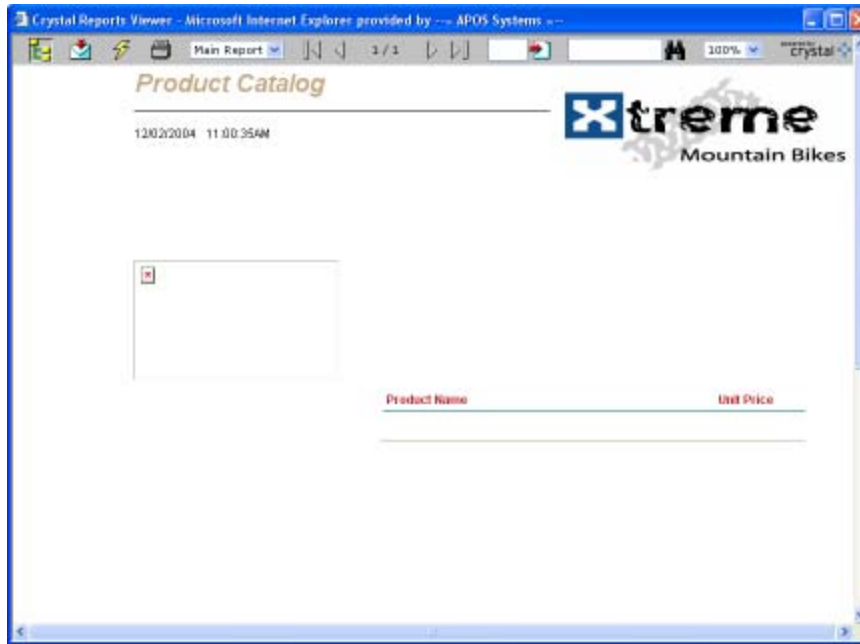 Crystal Reports Viewer - Microsoft Internet Explorer provided by --- APOS Systems ---
Main Report
1 / 1
100%
crystal
Product Catalog
12/02/2004 11:00:35AM
Xtreme
Mountain Bikes
Product Name Unit Price